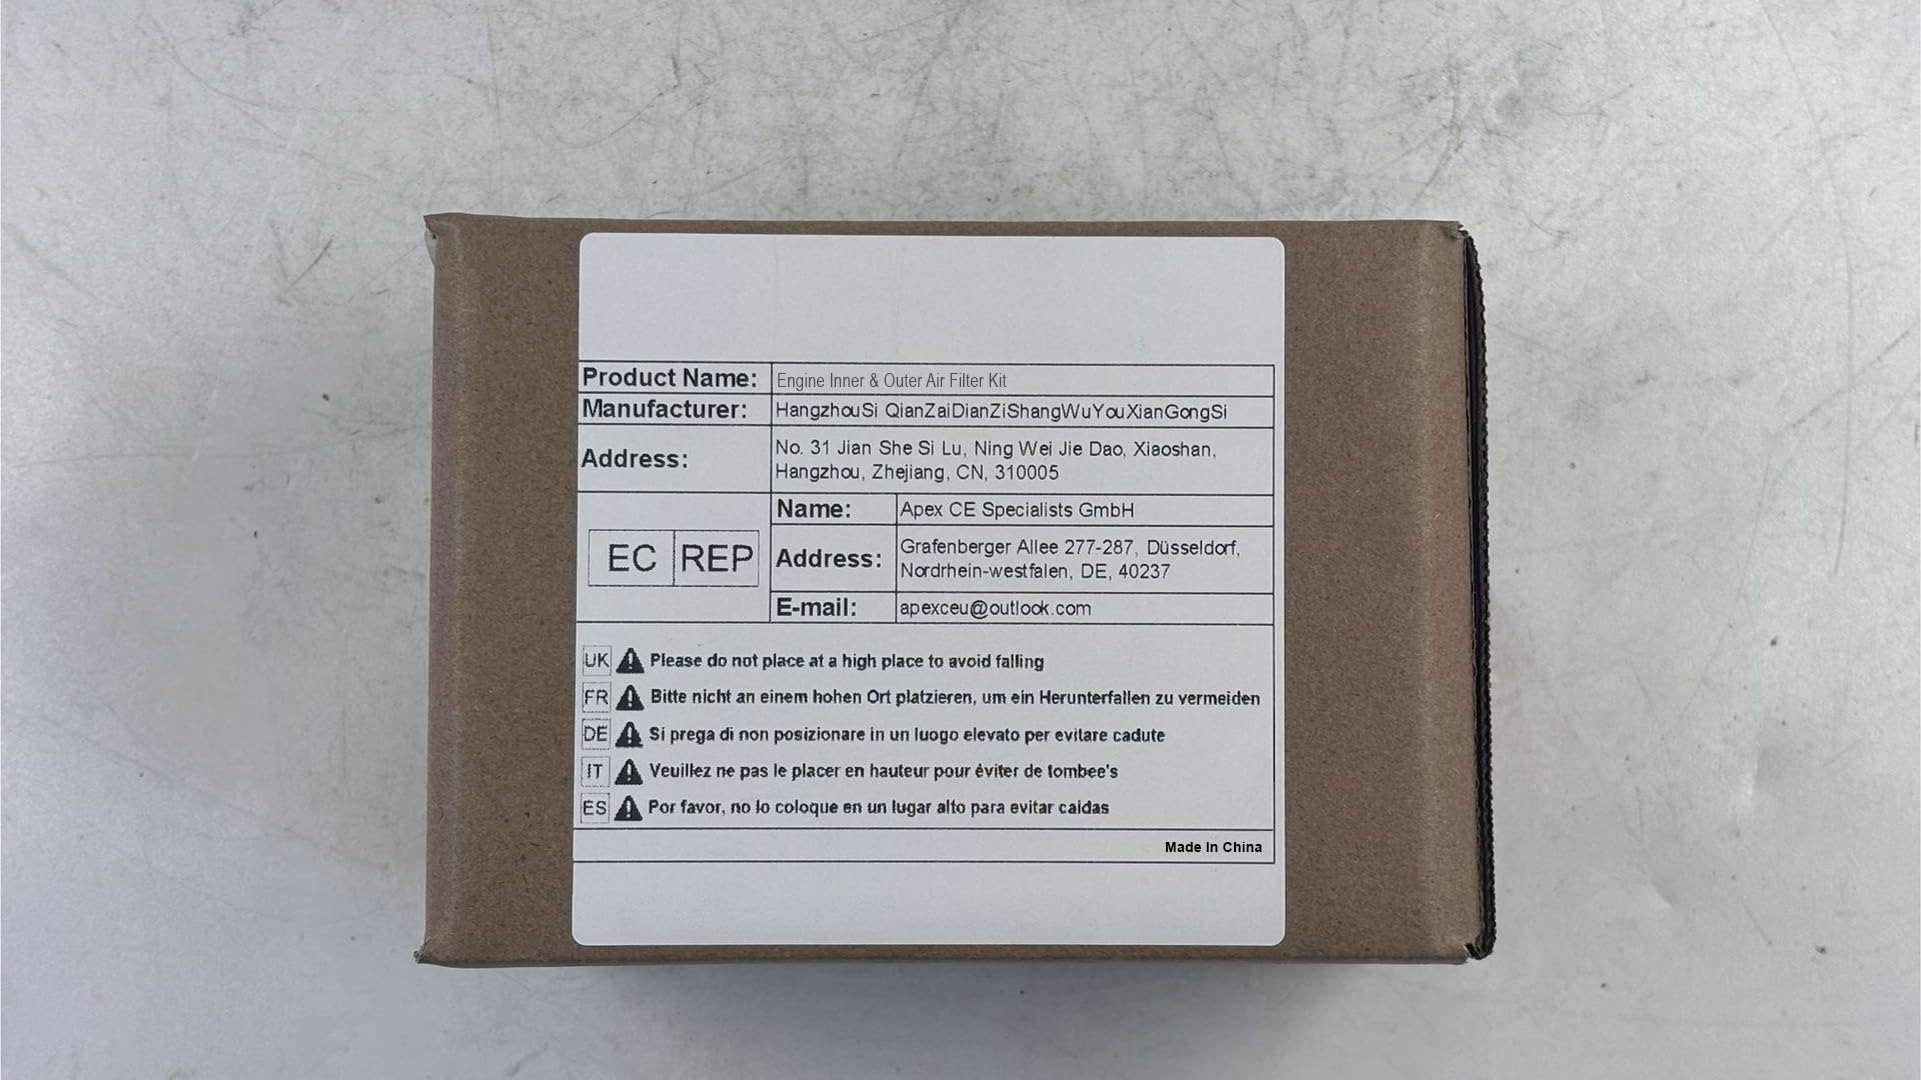 Product Name: Engine Inner & Outer Air Filter Kit
Manufacturer: HangzhouSi QianZaiDianZiShangWuYouXianGongSi
Address: No. 31 Jian She Si Lu, Ning Wei Jie Dao, Xiaoshan,
Hangzhou, Zhejiang, CN, 310005
EC REP
Name: Apex CE Specialists GmbH
Address: Grafenberger Allee 277-287, Düsseldorf,
Nordrhein-westfalen, DE, 40237
E-mail: apexceu@outlook.com
UK Please do not place at a high place to avoid falling
FR Bitte nicht an einem hohen Ort platzieren, um ein Herunterfallen zu vermeiden
DE Si prega di non posizionare in un luogo elevato per evitare cadute
IT Veuillez ne pas le placer en hauteur pour éviter de tombee's
ES Por favor, no lo coloque en un lugar alto para evitar caidas
Made In China